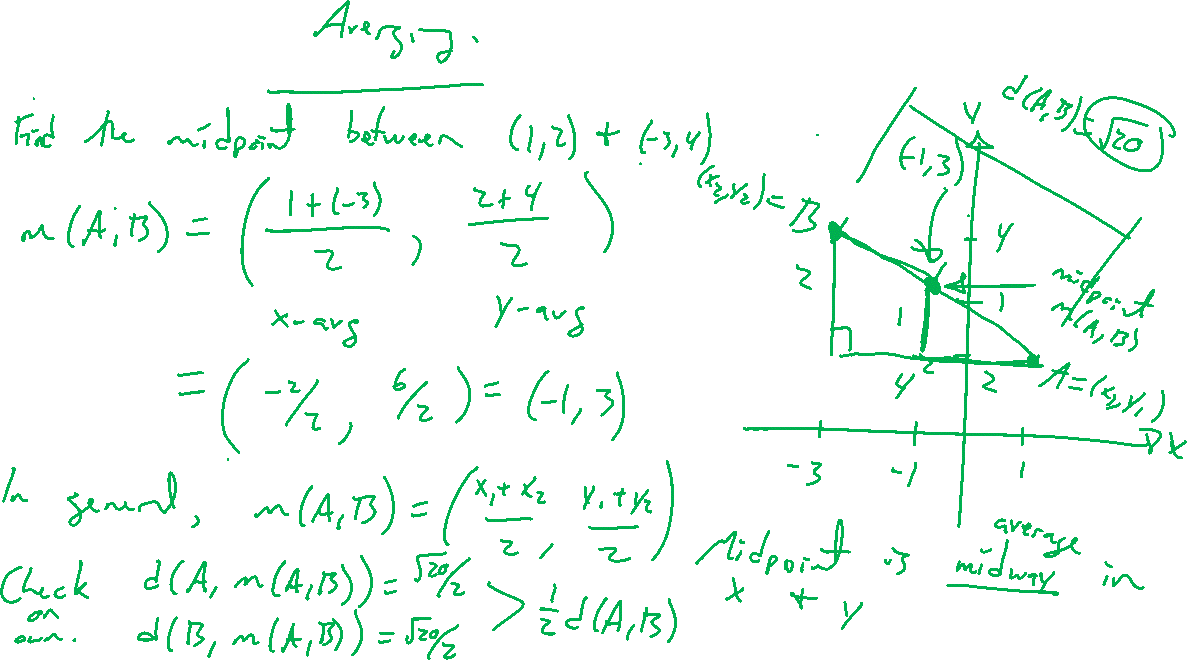 Averaging.
Find the midpoint between (1,2) + (-3,4)
m(A,B) = (1+(-3)/2, 2+4/2)
x-avg y-avg
= (-2/2, 6/2) = (-1,3)
In general, m(A,B) = (x₁+x₂/2, y₁+y₂/2)
Check on own. d(A, m(A,B)) = √20/2
d(B, m(A,B)) = √20/2 > 1/2 d(A,B)
d(A,B) = √20
y
(-1,3)
(x₂,y₂) = B
4
2
midpoint
m(A,B)
1
1
4 2 2
A = (x₂,y₁)
x
-3 -1 1
Midpoint is average midway in
x + y